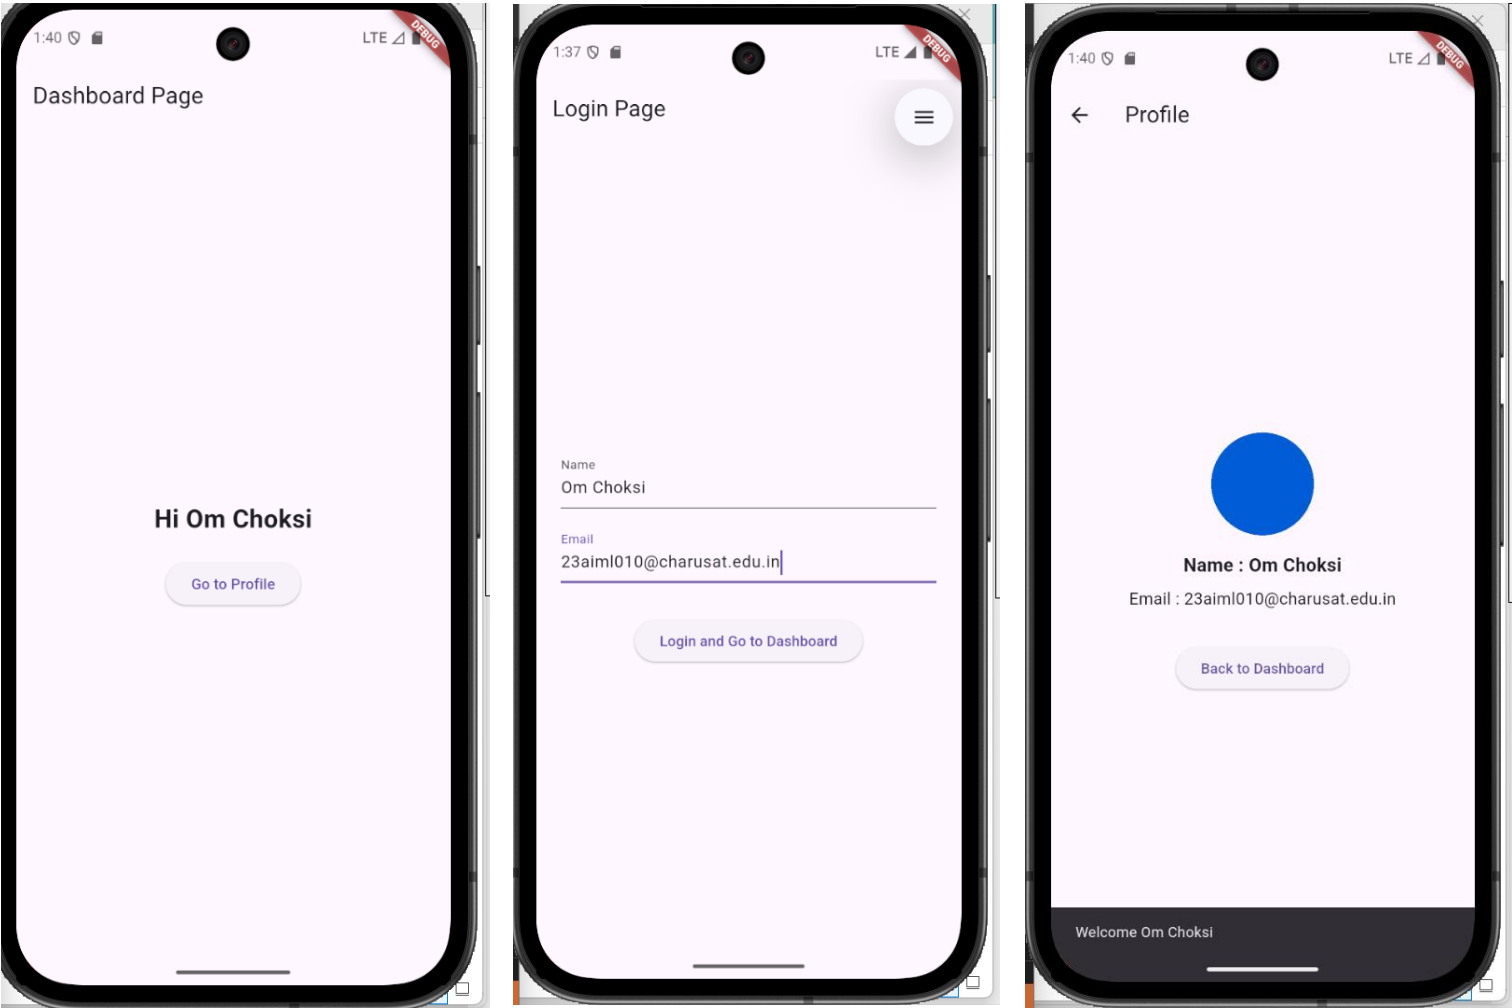 1:40
LTE
DEBUG
Dashboard Page
Hi Om Choksi
Go to Profile
1:37
LTE
DEBUG
Login Page
Name
Om Choksi
Email
23aiml010@charusat.edu.in
Login and Go to Dashboard
1:40
LTE
DEBUG
Profile
Name : Om Choksi
Email : 23aiml010@charusat.edu.in
Back to Dashboard
Welcome Om Choksi